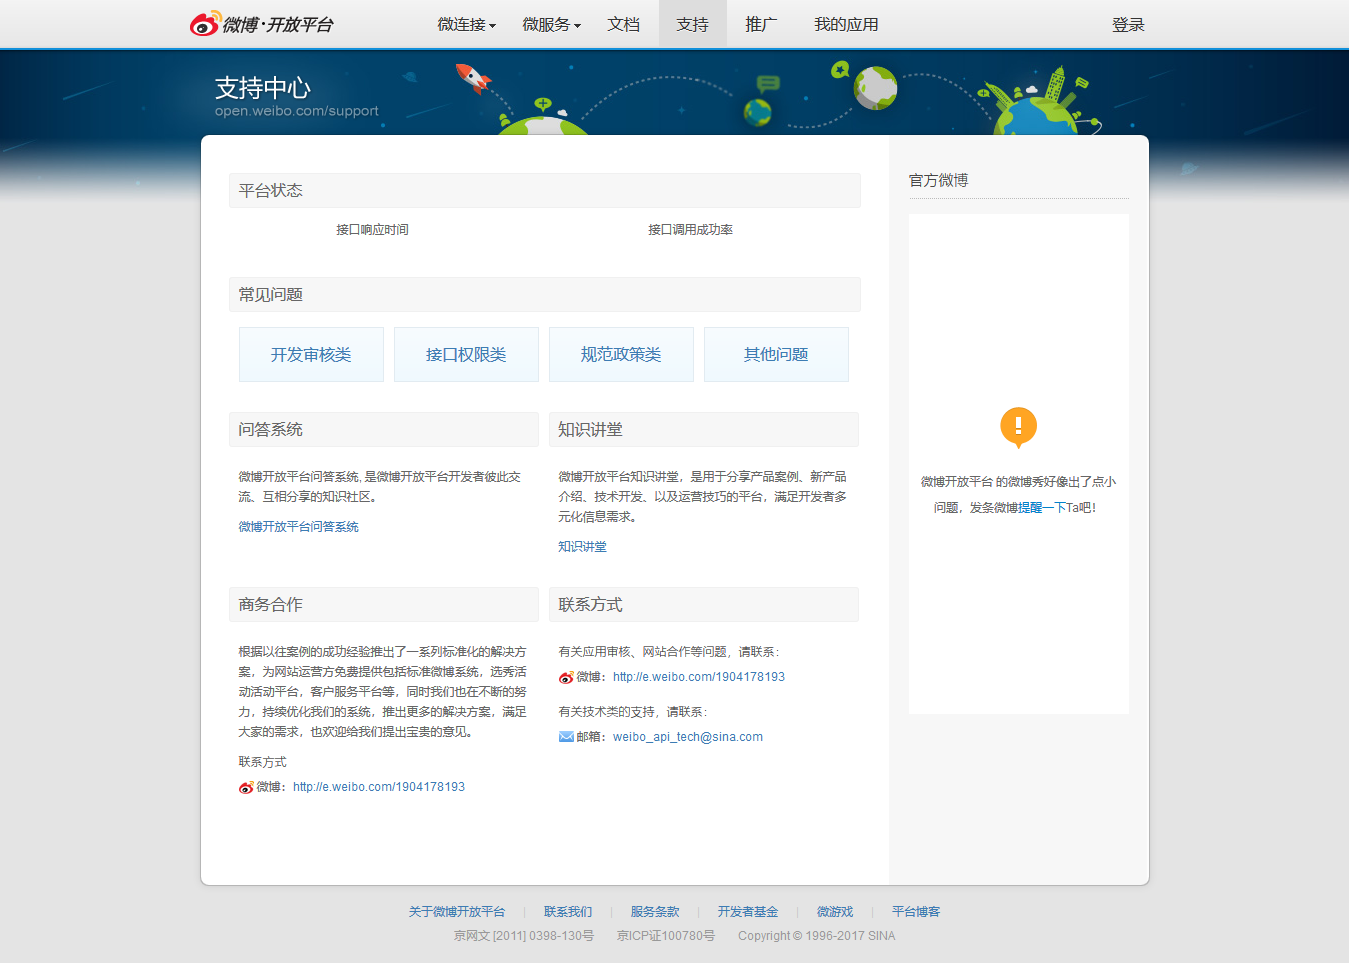 微博·开放平台 微连接 微服务 文档 支持 推广 我的应用 登录
支持中心
open.weibo.com/support
平台状态
接口响应时间 接口调用成功率
常见问题
开发审核类 接口权限类 规范政策类 其他问题
问答系统
微博开放平台问答系统, 是微博开放平台开发者彼此交
流、互相分享的知识社区。
微博开放平台问答系统
知识讲堂
微博开放平台知识讲堂，是用于分享产品案例、新产品
介绍、技术开发、以及运营技巧的平台，满足开发者多
元化信息需求。
知识讲堂
商务合作
根据以往案例的成功经验推出了一系列标准化的解决方
案，为网站运营方免费提供包括标准微博系统，选秀活
动活动平台，客户服务平台等，同时我们也在不断的努
力，持续优化我们的系统，推出更多的解决方案，满足
大家的需求，也欢迎给我们提出宝贵的意见。
联系方式
微博：http://e.weibo.com/1904178193
联系方式
有关应用审核、网站合作等问题，请联系：
微博：http://e.weibo.com/1904178193
有关技术类的支持，请联系：
邮箱：weibo_api_tech@sina.com
官方微博
微博开放平台 的微博秀好像出了点小
问题，发条微博提醒一下Ta吧！
关于微博开放平台 | 联系我们 | 服务条款 | 开发者基金 | 微游戏 | 平台博客
京网文 [2011] 0398-130号 京ICP证100780号 Copyright © 1996-2017 SINA